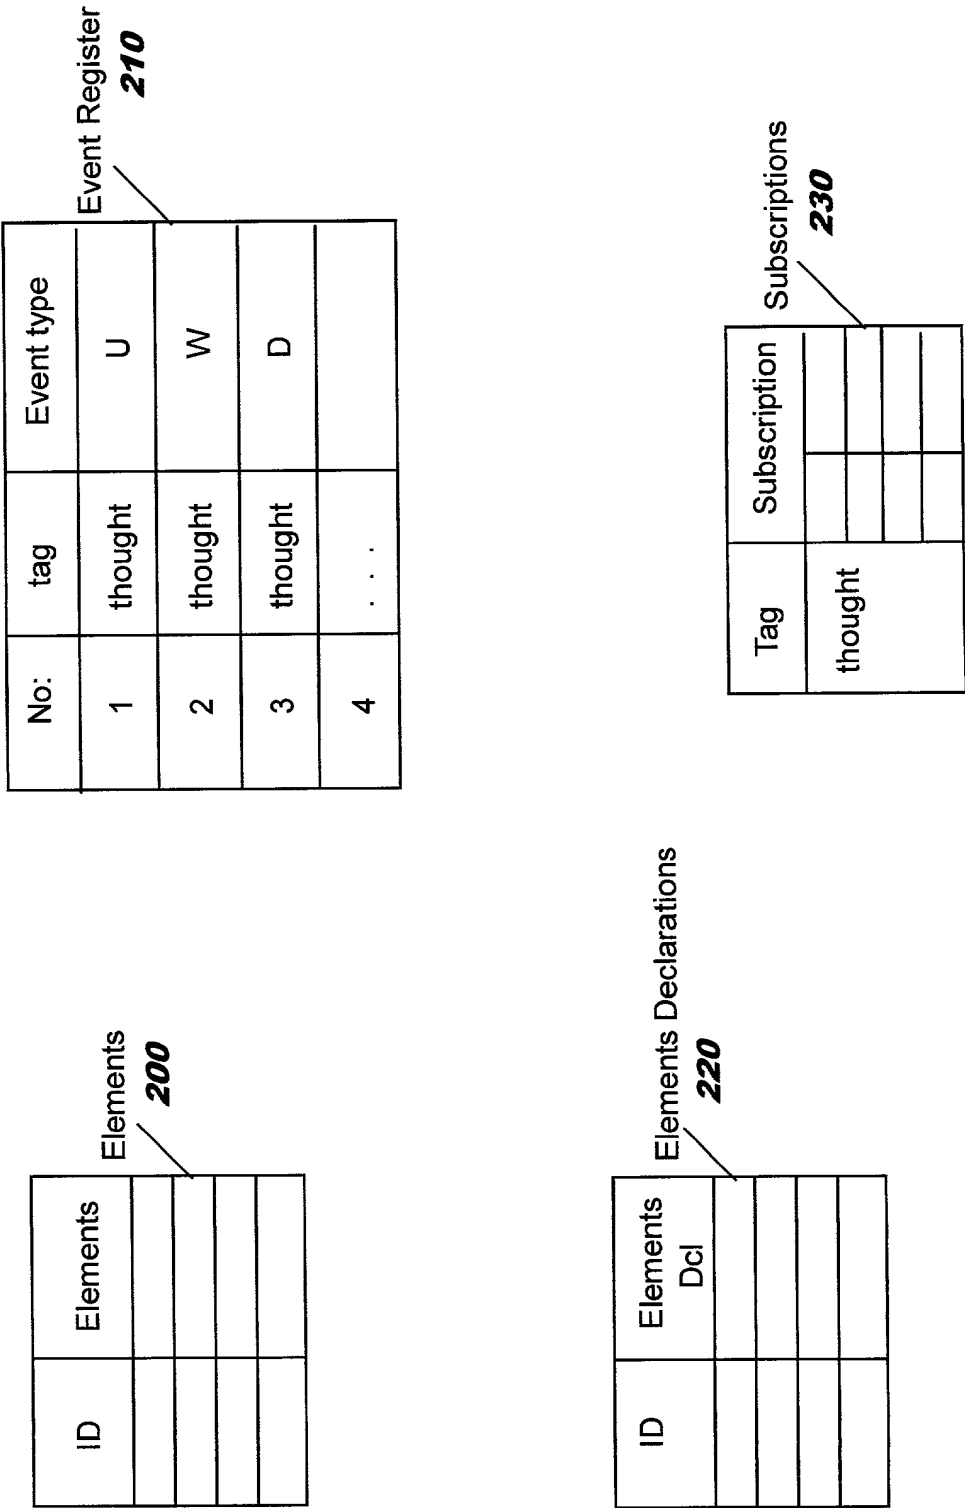 Elements
200
ID Elements
Event Register
210
No: tag Event type
1 thought U
2 thought W
3 thought D
4 . . .
Elements Declarations
220
ID Elements
Dcl
Subscriptions
230
Tag Subscription
thought